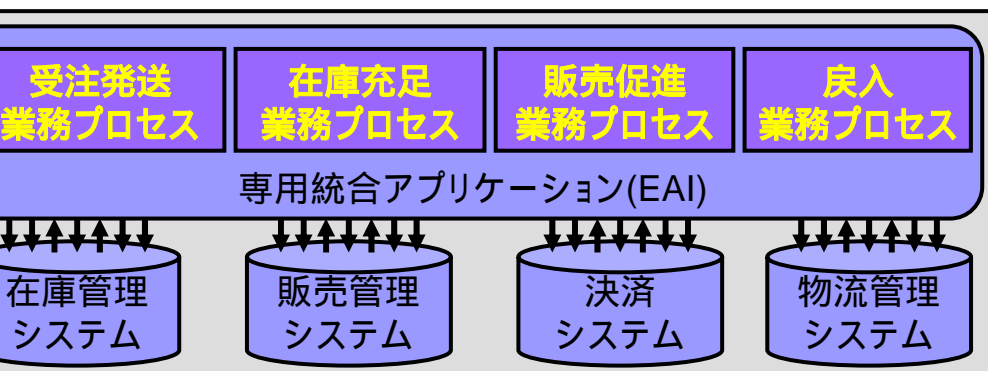 受注発送
業務プロセス
在庫充足
業務プロセス
販売促進
業務プロセス
戻入
業務プロセス
専用統合アプリケーション(EAI)
在庫管理
システム
販売管理
システム
決済
システム
物流管理
システム